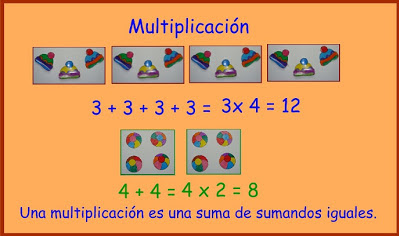 Multiplicación
3 + 3 + 3 + 3 = 3x 4 = 12
4 + 4 = 4 x 2 = 8
Una multiplicación es una suma de sumandos iguales.